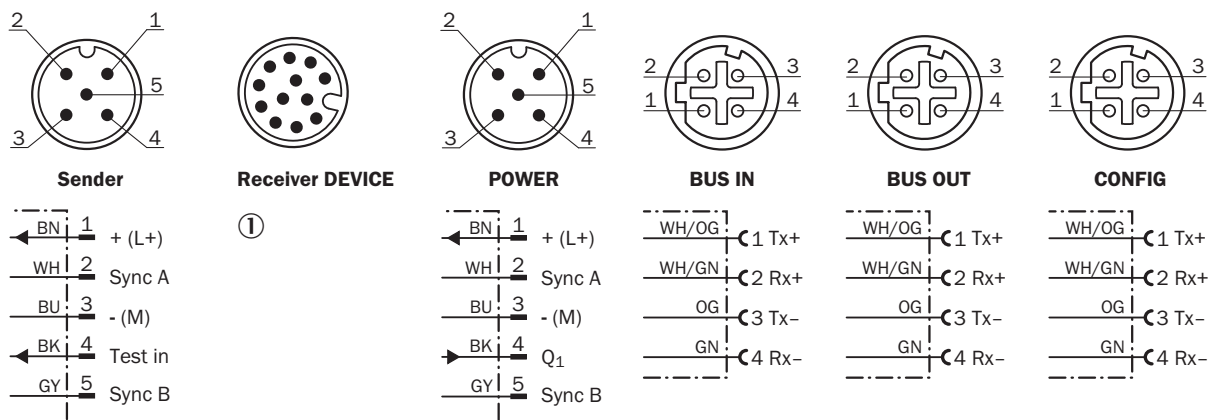 2 1
5
3 4
Sender
BN 1 + (L+)
WH 2 Sync A
BU 3 - (M)
BK 4 Test in
GY 5 Sync B
Receiver DEVICE
①
2 1
5
3 4
POWER
BN 1 + (L+)
WH 2 Sync A
BU 3 - (M)
BK 4 Q₁
GY 5 Sync B
2 3
1 4
BUS IN
WH/OG 1 Tx+
WH/GN 2 Rx+
OG 3 Tx–
GN 4 Rx–
2 3
1 4
BUS OUT
WH/OG 1 Tx+
WH/GN 2 Rx+
OG 3 Tx–
GN 4 Rx–
2 3
1 4
CONFIG
WH/OG 1 Tx+
WH/GN 2 Rx+
OG 3 Tx–
GN 4 Rx–